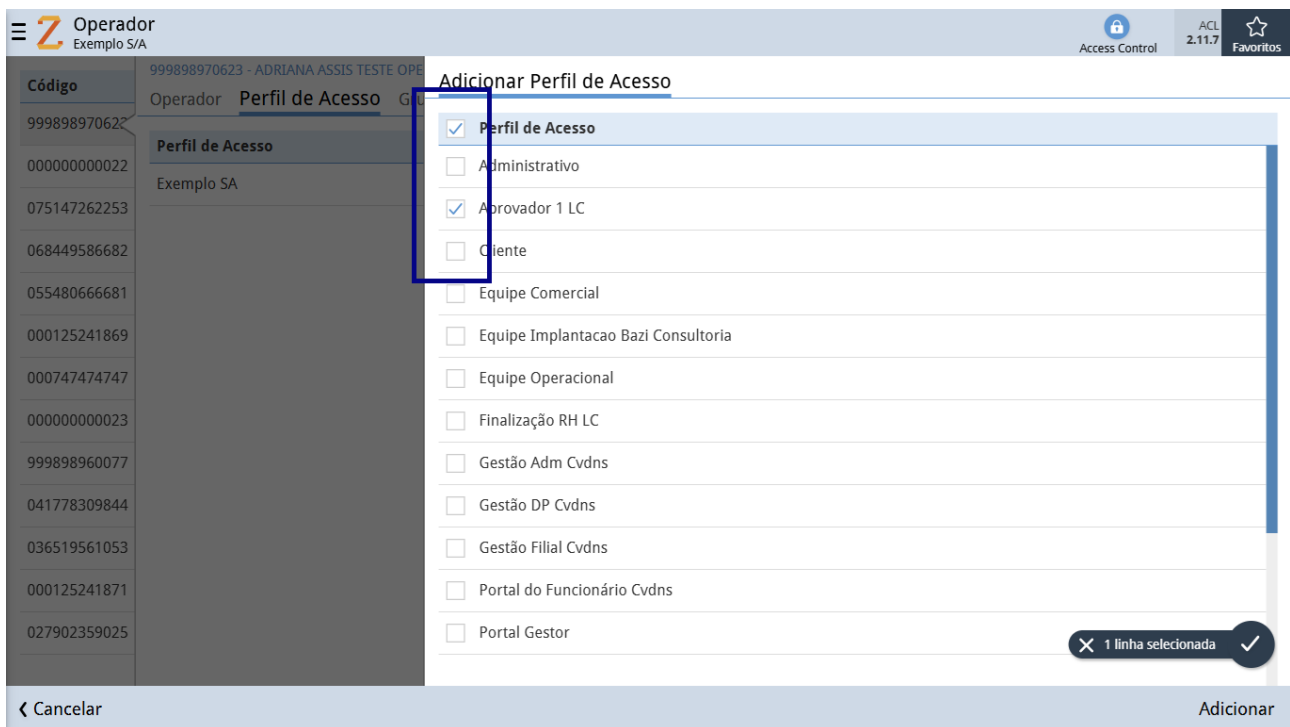 Operador
Exemplo S/A
Access Control
ACL
2.11.7
Favoritos
Código
999898970623
000000000022
075147262253
068449586682
055480666681
000125241869
000747474747
000000000023
999898960077
041778309844
036519561053
000125241871
027902359025
999898970623 - ADRIANA ASSIS TESTE OPE
Operador Perfil de Acesso Gru
Perfil de Acesso
Exemplo SA
Adicionar Perfil de Acesso
Perfil de Acesso
Administrativo
Aprovador 1 LC
Cliente
Equipe Comercial
Equipe Implantacao Bazi Consultoria
Equipe Operacional
Finalização RH LC
Gestão Adm Cvdns
Gestão DP Cvdns
Gestão Filial Cvdns
Portal do Funcionário Cvdns
Portal Gestor
1 linha selecionada
Cancelar
Adicionar